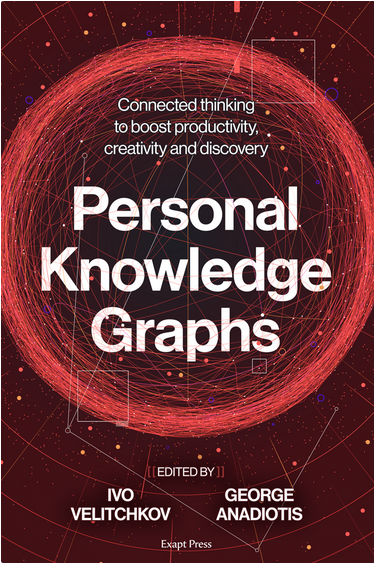 Connected thinking
to boost productivity,
creativity and discovery
Personal
Knowledge
Graphs
[[EDITED BY]]
IVO GEORGE
VELITCHKOV ANADIOTIS
Exapt Press